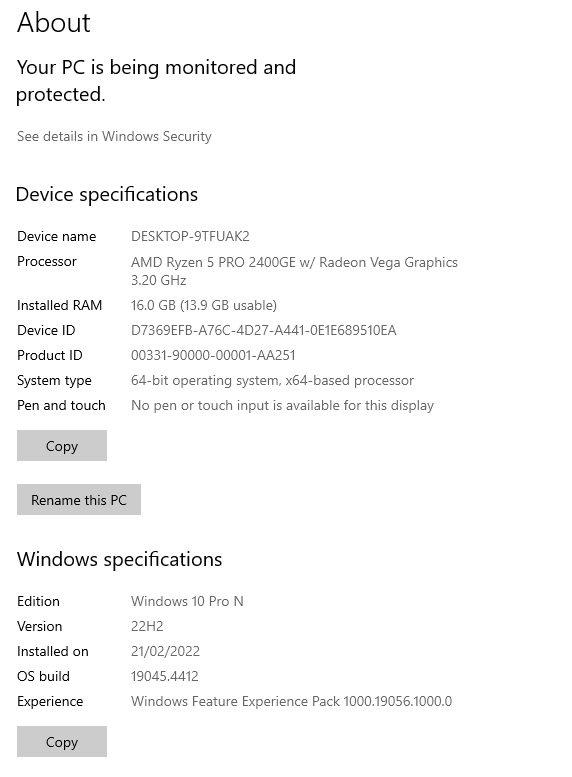 About
Your PC is being monitored and
protected.
See details in Windows Security
Device specifications
Device name DESKTOP-9TFUAK2
Processor AMD Ryzen 5 PRO 2400GE w/ Radeon Vega Graphics
3.20 GHz
Installed RAM 16.0 GB (13.9 GB usable)
Device ID D7369EFB-A76C-4D27-A441-0E1E689510EA
Product ID 00331-90000-00001-AA251
System type 64-bit operating system, x64-based processor
Pen and touch No pen or touch input is available for this display
Copy
Rename this PC
Windows specifications
Edition Windows 10 Pro N
Version 22H2
Installed on 21/02/2022
OS build 19045.4412
Experience Windows Feature Experience Pack 1000.19056.1000.0
Copy